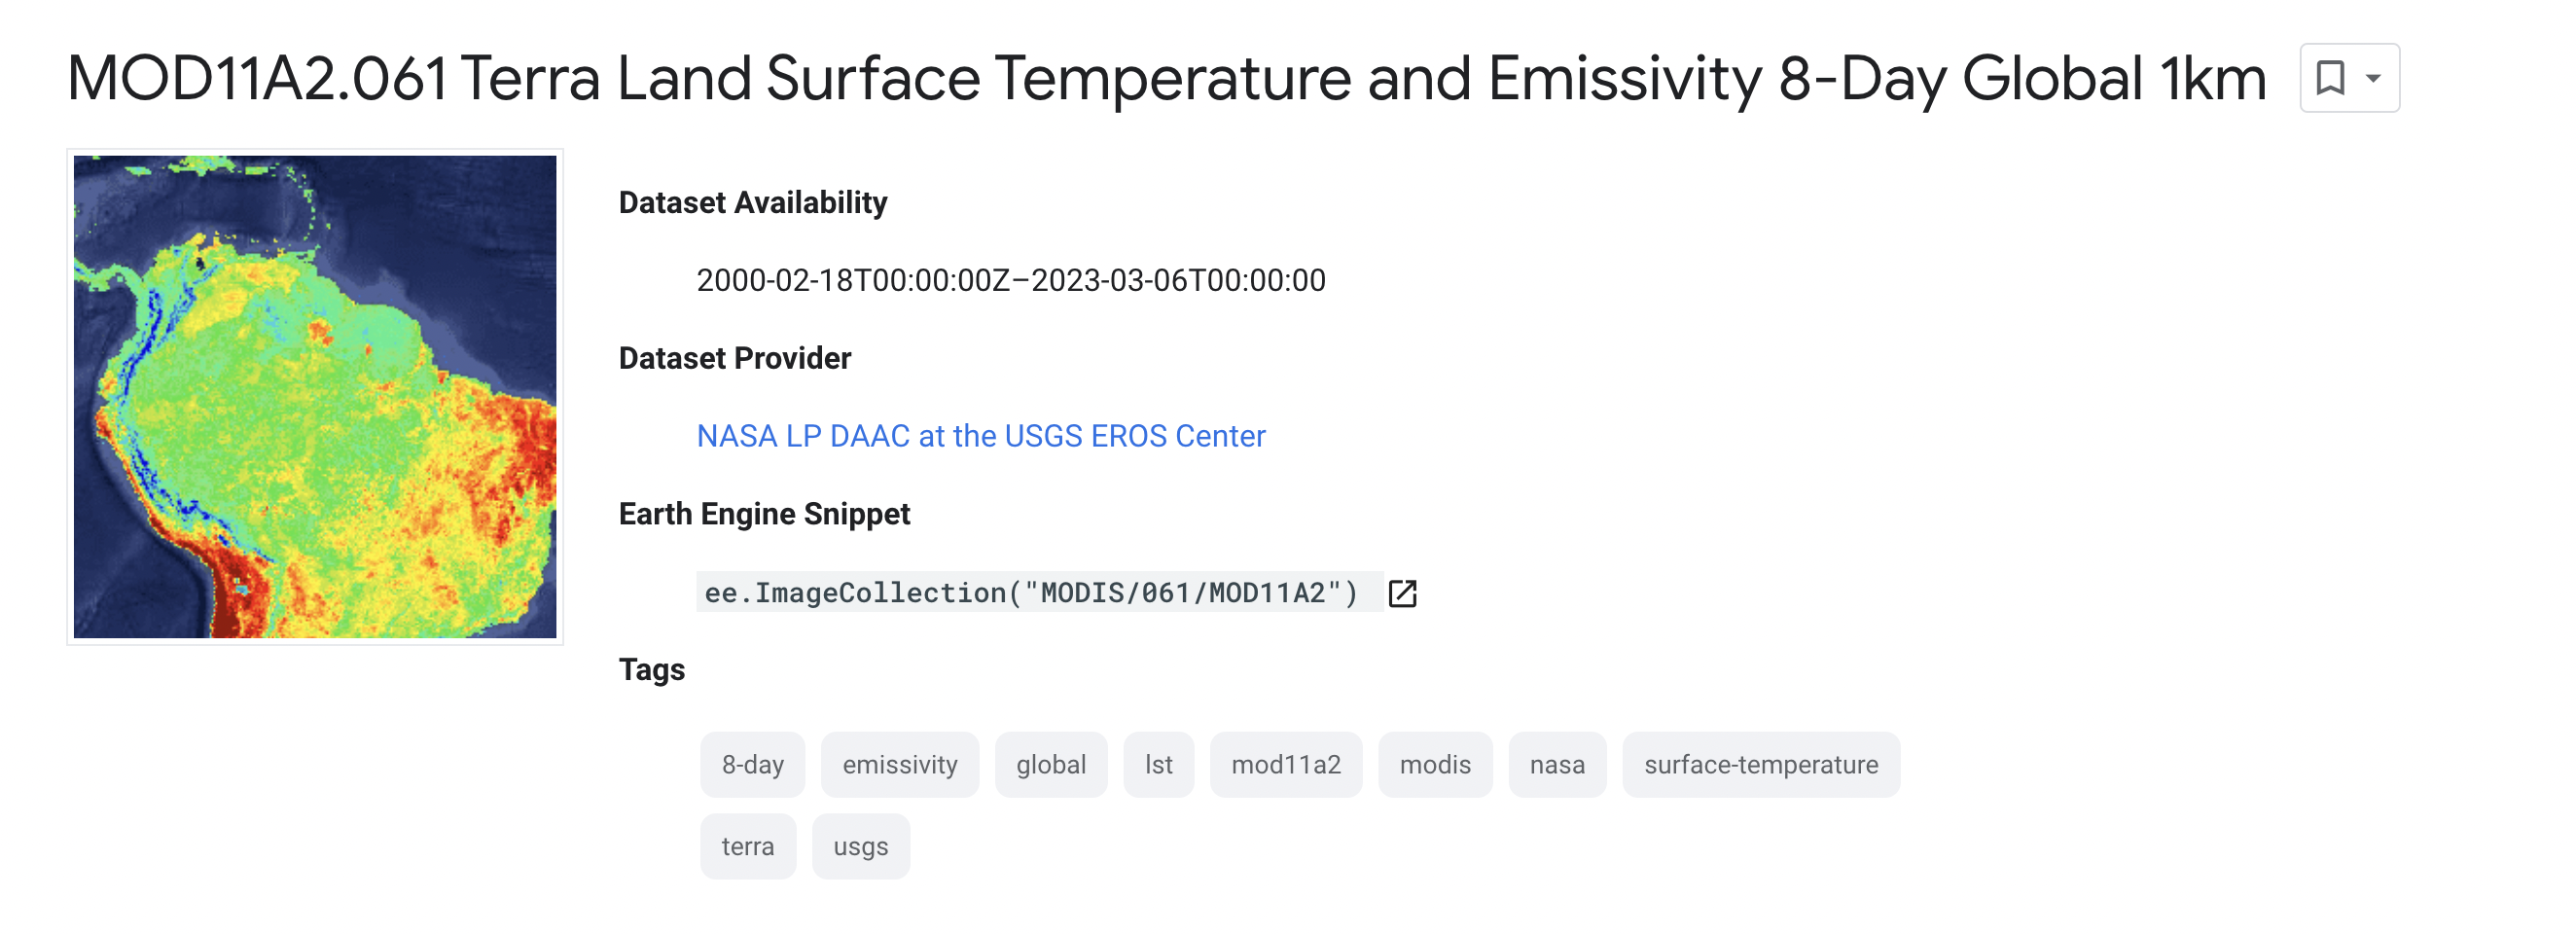 MOD11A2.061 Terra Land Surface Temperature and Emissivity 8-Day Global 1km
Dataset Availability
2000-02-18T00:00:00Z–2023-03-06T00:00:00
Dataset Provider
NASA LP DAAC at the USGS EROS Center
Earth Engine Snippet
ee.ImageCollection("MODIS/061/MOD11A2")
Tags
8-day emissivity global lst mod11a2 modis nasa surface-temperature
terra usgs